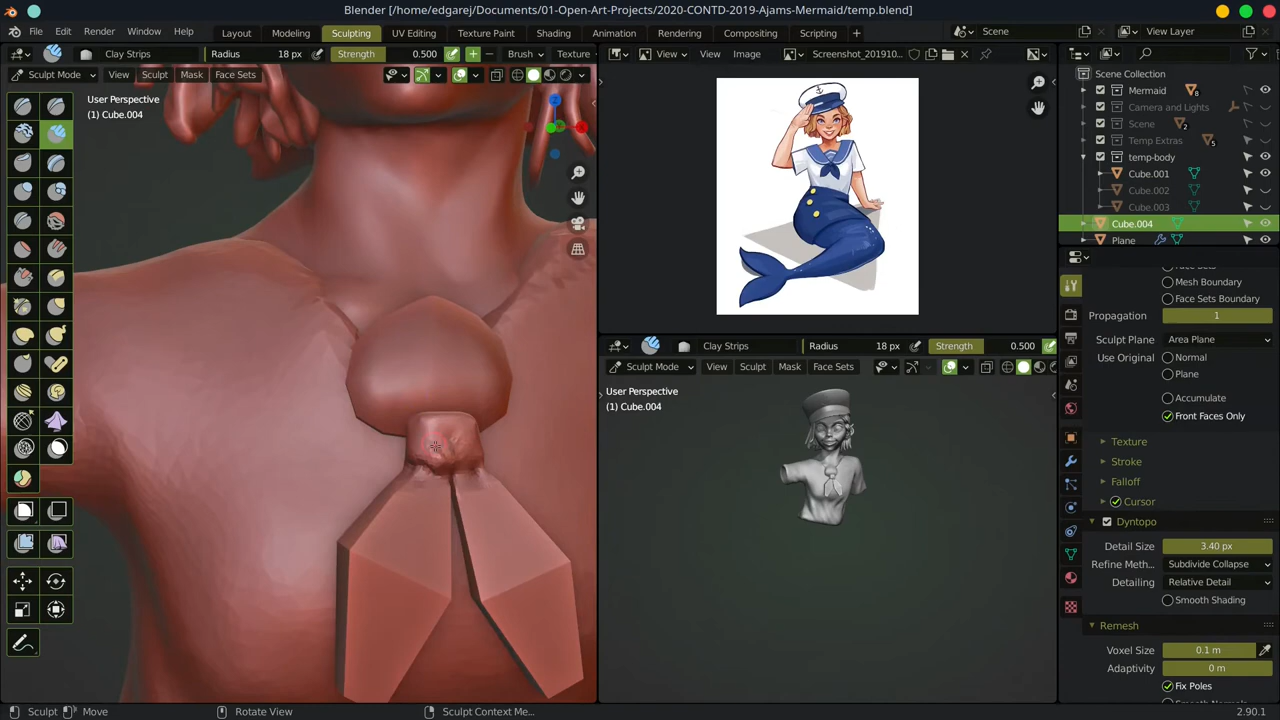 Blender [/home/edgarej/Documents/01-Open-Art-Projects/2020-CONTD-2019-Ajams-Mermaid/temp.blend]
File Edit Render Window Help Layout Modeling Sculpting UV Editing Texture Paint Shading Animation Rendering Compositing Scripting + Scene View Layer
Clay Strips Radius 18 px Strength 0.500 Brush Texture
View View Image Screenshot_201910...
Sculpt Mode View Sculpt Mask Face Sets
User Perspective
(1) Cube.004
Scene Collection
Mermaid 8
Camera and Lights
Scene 2
Temp Extras 5
temp-body
Cube.001
Cube.002
Cube.003
Cube.004
Plane
Face Sets
Mesh Boundary
Face Sets Boundary
Propagation 1
Sculpt Plane Area Plane
Use Original Normal
Plane
Accumulate
Front Faces Only
Texture
Stroke
Falloff
Cursor
Dyntopo
Detail Size 3.40 px
Refine Meth... Subdivide Collapse
Detailing Relative Detail
Smooth Shading
Remesh
Voxel Size 0.1 m
Adaptivity 0 m
Fix Poles
Clay Strips Radius 18 px Strength 0.500
Sculpt Mode View Sculpt Mask Face Sets
User Perspective
(1) Cube.004
Sculpt Move Rotate View Sculpt Context Me... 2.90.1